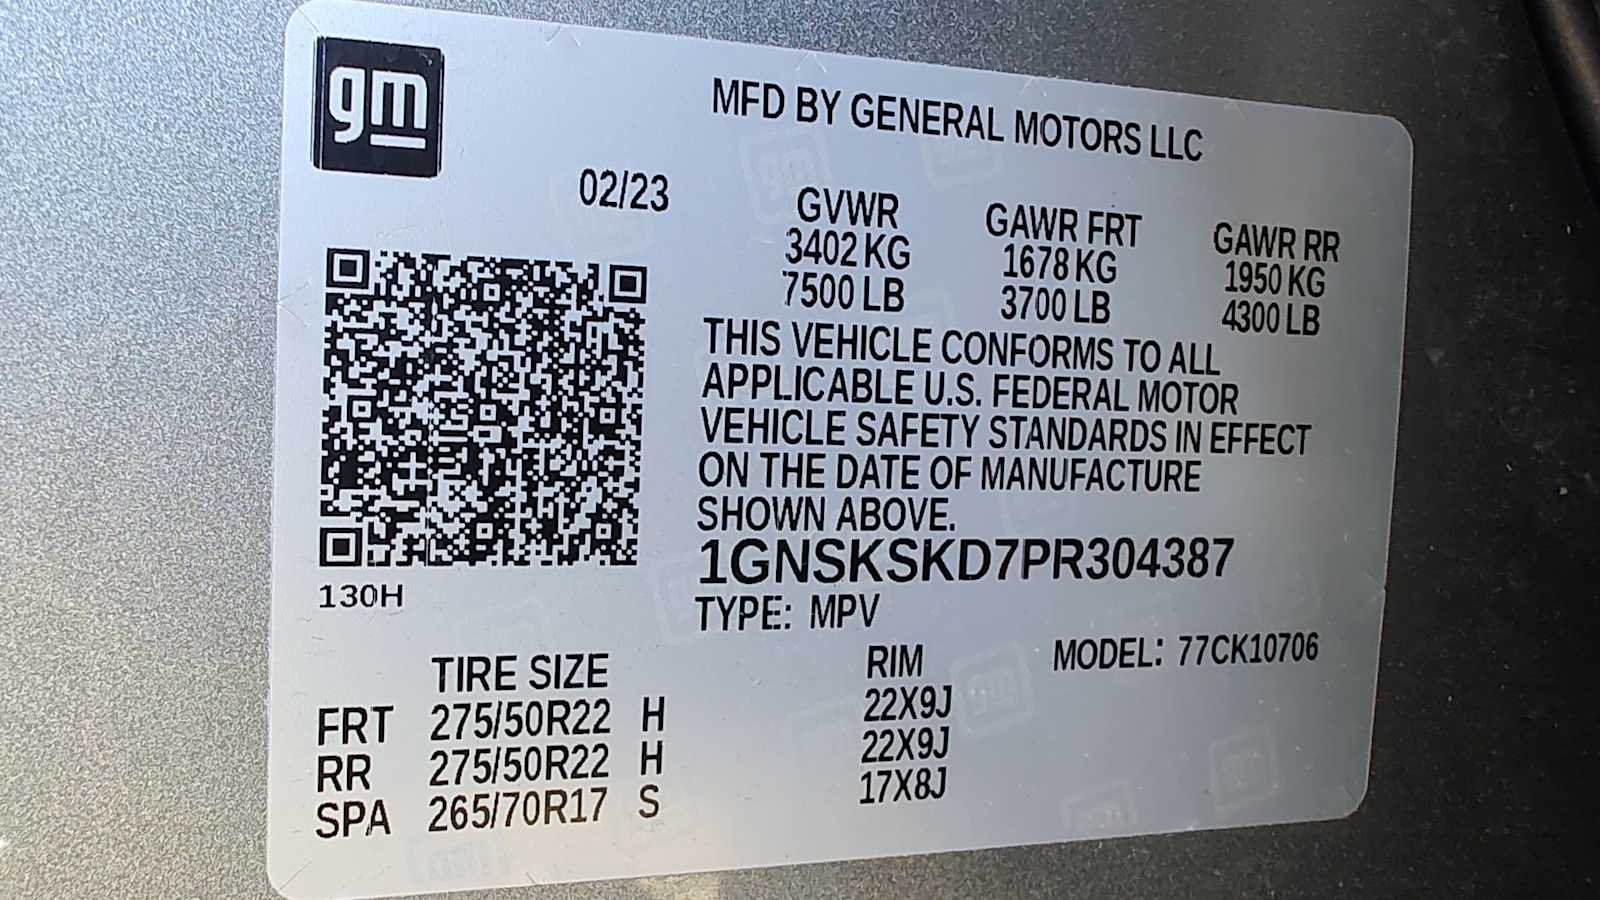 gm
MFD BY GENERAL MOTORS LLC
02/23
GVWR GAWR FRT GAWR RR
3402 KG 1678 KG 1950 KG
7500 LB 3700 LB 4300 LB
THIS VEHICLE CONFORMS TO ALL
APPLICABLE U.S. FEDERAL MOTOR
VEHICLE SAFETY STANDARDS IN EFFECT
ON THE DATE OF MANUFACTURE
SHOWN ABOVE.
1GNSKSKD7PR304387
130H
TYPE: MPV
MODEL: 77CK10706
TIRE SIZE RIM
FRT 275/50R22 H 22X9J
RR 275/50R22 H 22X9J
SPA 265/70R17 S 17X8J